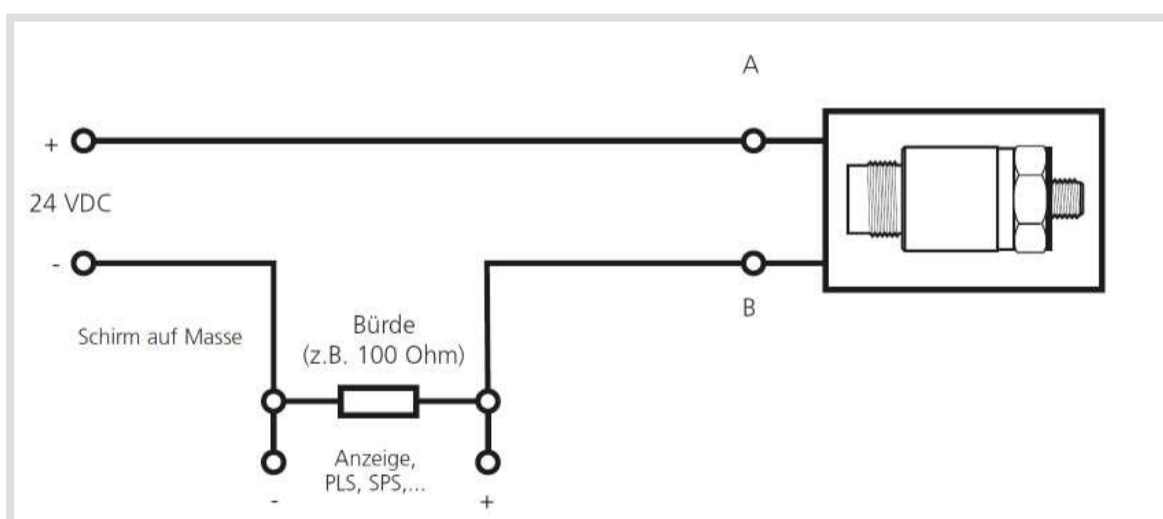 A
+
24 VDC
-
B
Schirm auf Masse
Bürde
(z.B. 100 Ohm)
Anzeige,
PLS, SPS,...
-
+